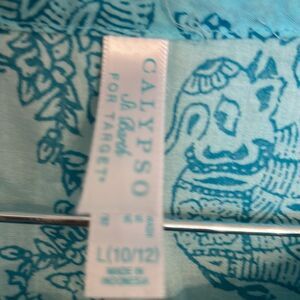 CALYPSO
St. Barth
FOR TARGET
L(10/12)
MADE IN
INDONESIA